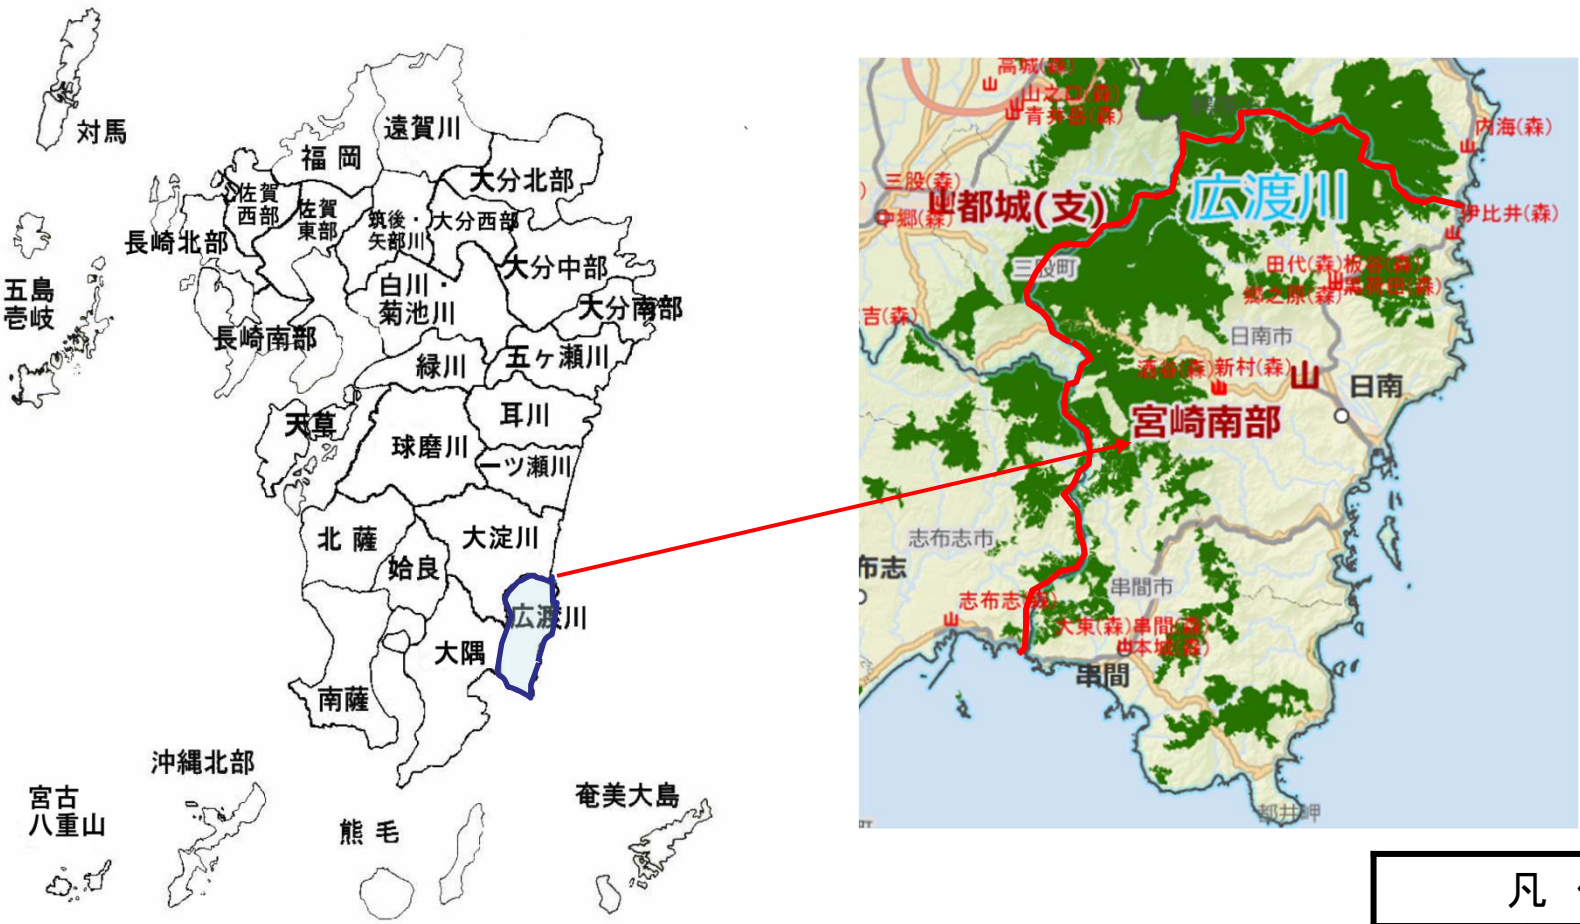 対馬
遠賀川
福岡
大分北部
佐賀
西部
佐賀
東部
筑後・
矢部川
大分西部
長崎北部
大分中部
五島
壱岐
白川・
菊池川
大分南部
長崎南部
緑川
五ヶ瀬川
天草
耳川
球磨川
一ツ瀬川
北薩
大淀川
姶良
広渡川
大隅
南薩
沖縄北部
宮古
八重山
熊毛
奄美大島
高城(森)
山之口(森)
青井岳(森)
内海(森)
三股(森)
都城(支)
中郷(森)
広渡川
伊比井(森)
三股町
田代(森)板谷(森)
郷之原(森)黒荷田(森)
吉(森)
日南市
酒谷(森)新村(森)
日南
宮崎南部
志布志市
布志
串間市
志布志(森)
大東(森)串間(森)
本城(森)
串間
都井岬
町
凡